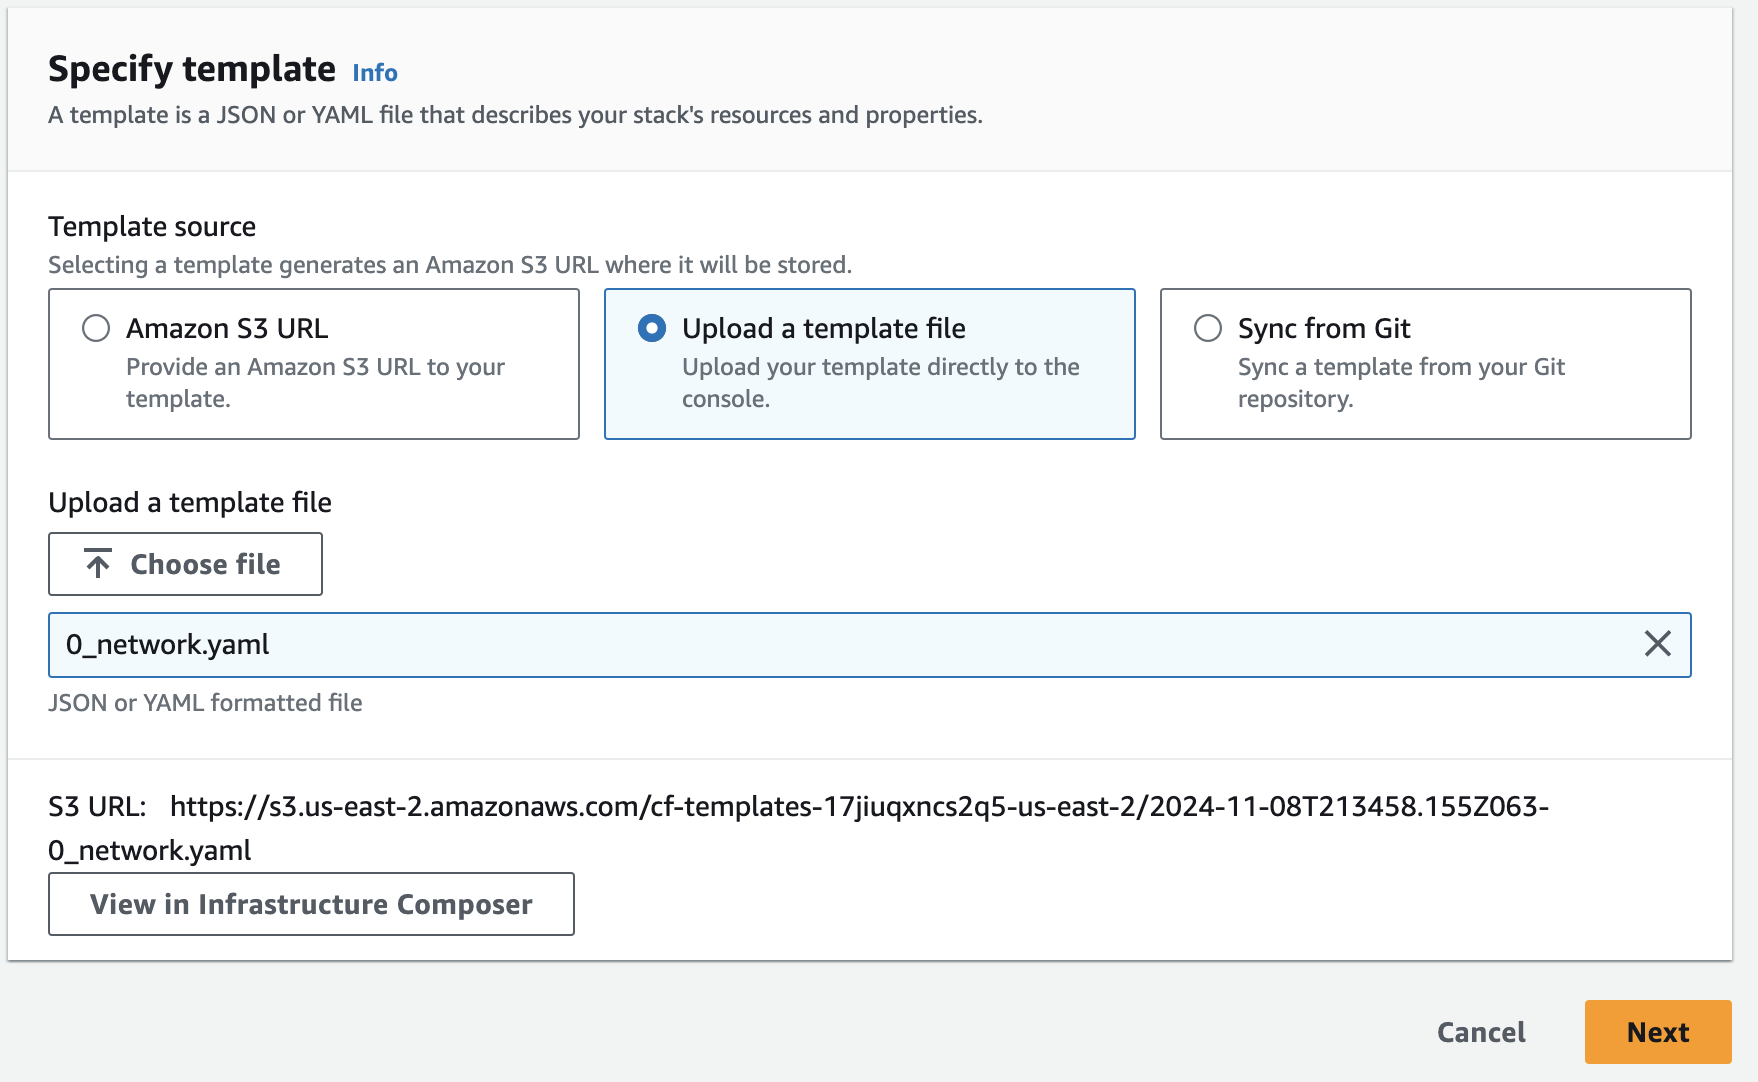 Specify template Info
A template is a JSON or YAML file that describes your stack's resources and properties.
Template source
Selecting a template generates an Amazon S3 URL where it will be stored.
Amazon S3 URL
Provide an Amazon S3 URL to your
template.
Upload a template file
Upload your template directly to the
console.
Sync from Git
Sync a template from your Git
repository.
Upload a template file
Choose file
0_network.yaml
JSON or YAML formatted file
S3 URL: https://s3.us-east-2.amazonaws.com/cf-templates-17jiuqxncs2q5-us-east-2/2024-11-08T213458.155Z063-
0_network.yaml
View in Infrastructure Composer
Cancel
Next